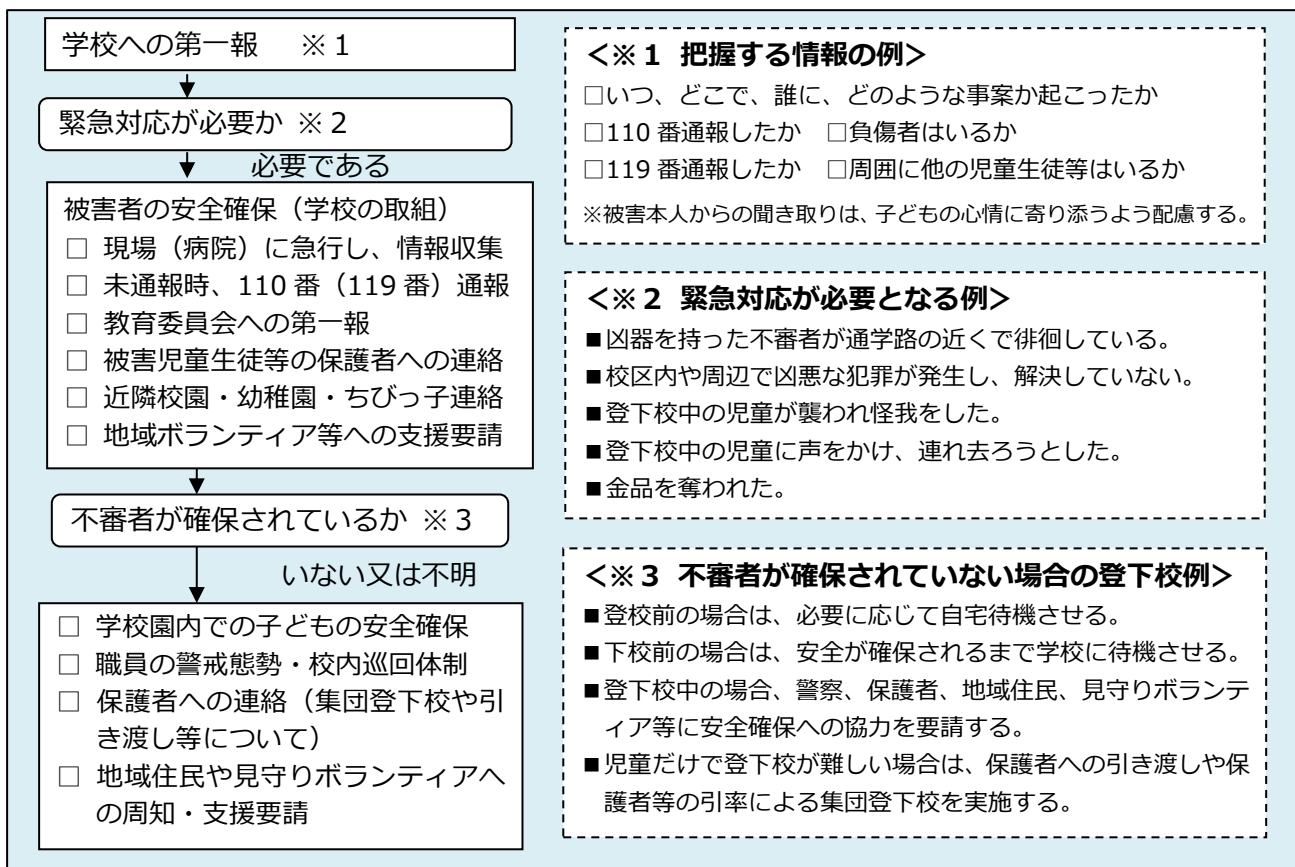 学校への第一報　※１
緊急対応が必要か ※２
必要である
被害者の安全確保（学校の取組）
□ 現場（病院）に急行し、情報収集
□ 未通報時、110 番（119 番）通報
□ 教育委員会への第一報
□ 被害児童生徒等の保護者への連絡
□ 近隣校園・幼稚園・ちびっ子連絡
□ 地域ボランティア等への支援要請
不審者が確保されているか ※３
いない又は不明
□ 学校園内での子どもの安全確保
□ 職員の警戒態勢・校内巡回体制
□ 保護者への連絡（集団登下校や引
き渡し等について）
□ 地域住民や見守りボランティアへ
の周知・支援要請
＜※１ 把握する情報の例＞
□いつ、どこで、誰に、どのような事案か起こったか
□110 番通報したか　□負傷者はいるか
□119 番通報したか　□周囲に他の児童生徒等はいるか
※被害本人からの聞き取りは、子どもの心情に寄り添うよう配慮する。
＜※２ 緊急対応が必要となる例＞
■凶器を持った不審者が通学路の近くで徘徊している。
■校区内や周辺で凶悪な犯罪が発生し、解決していない。
■登下校中の児童が襲われ怪我をした。
■登下校中の児童に声をかけ、連れ去ろうとした。
■金品を奪われた。
＜※３ 不審者が確保されていない場合の登下校例＞
■登校前の場合は、必要に応じて自宅待機させる。
■下校前の場合は、安全が確保されるまで学校に待機させる。
■登下校中の場合、警察、保護者、地域住民、見守りボランテ
ィア等に安全確保への協力を要請する。
■児童だけで登下校が難しい場合は、保護者への引き渡しや保
護者等の引率による集団登下校を実施する。